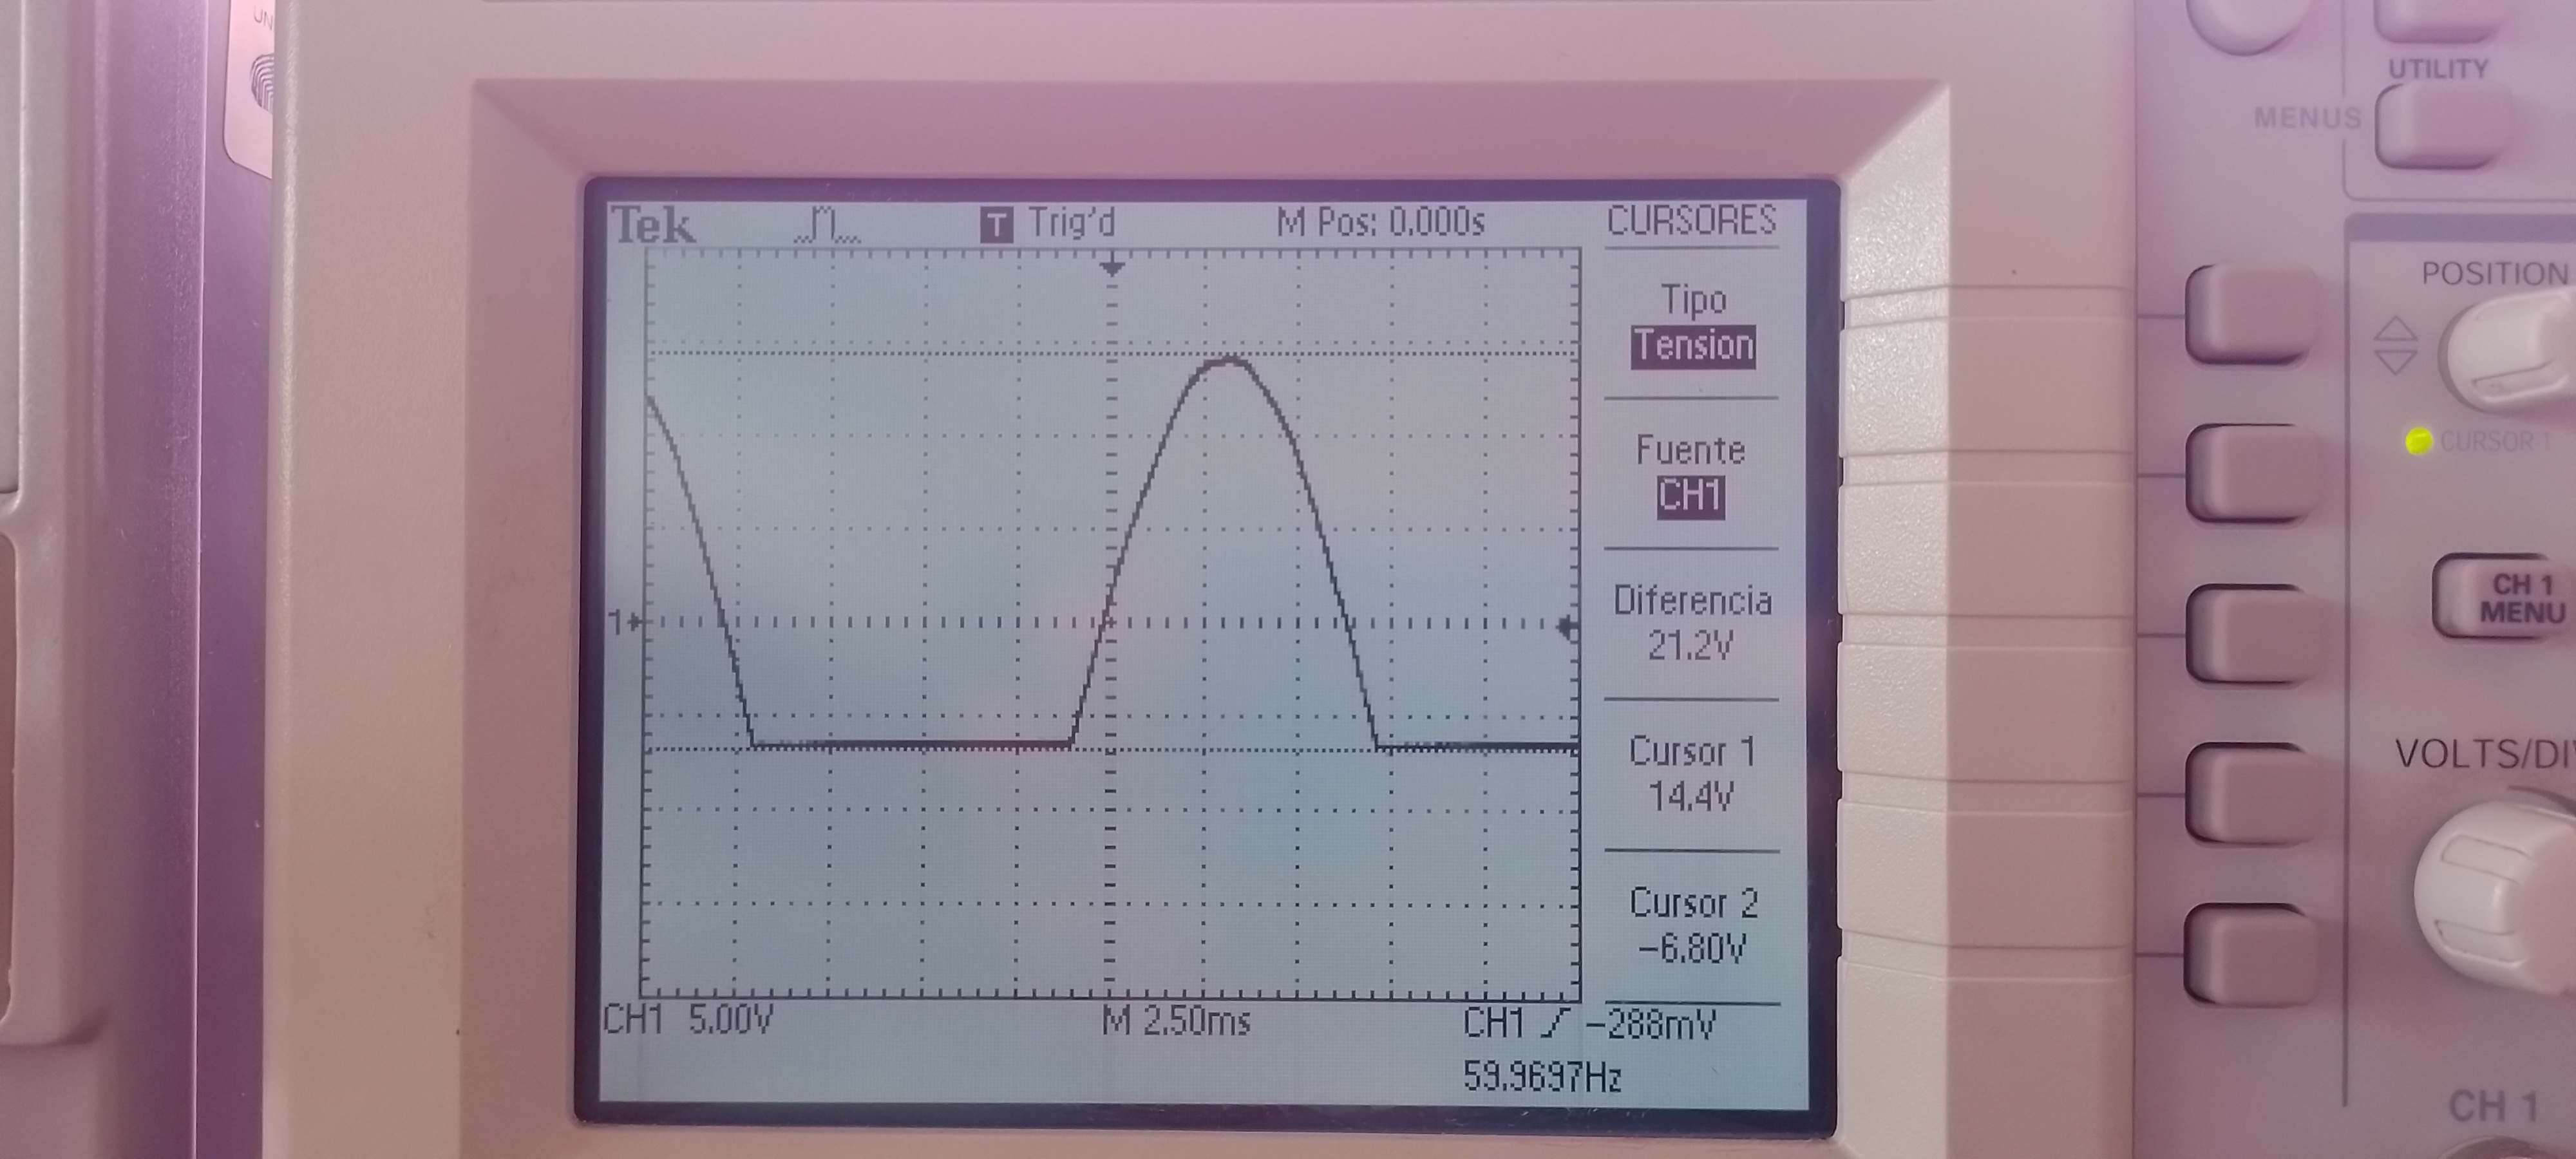 UN
UTILITY
MENUS
Tek
T Trig'd
M Pos: 0.000s
CURSORES
Tipo
Tension
Fuente
CH1
Diferencia
21.2V
Cursor 1
14.4V
Cursor 2
-6.80V
1
CH1 5.00V
M 2.50ms
CH1 -288mV
59.9697Hz
POSITION
CURSOR 1
CH 1
MENU
VOLTS/DI
CH 1